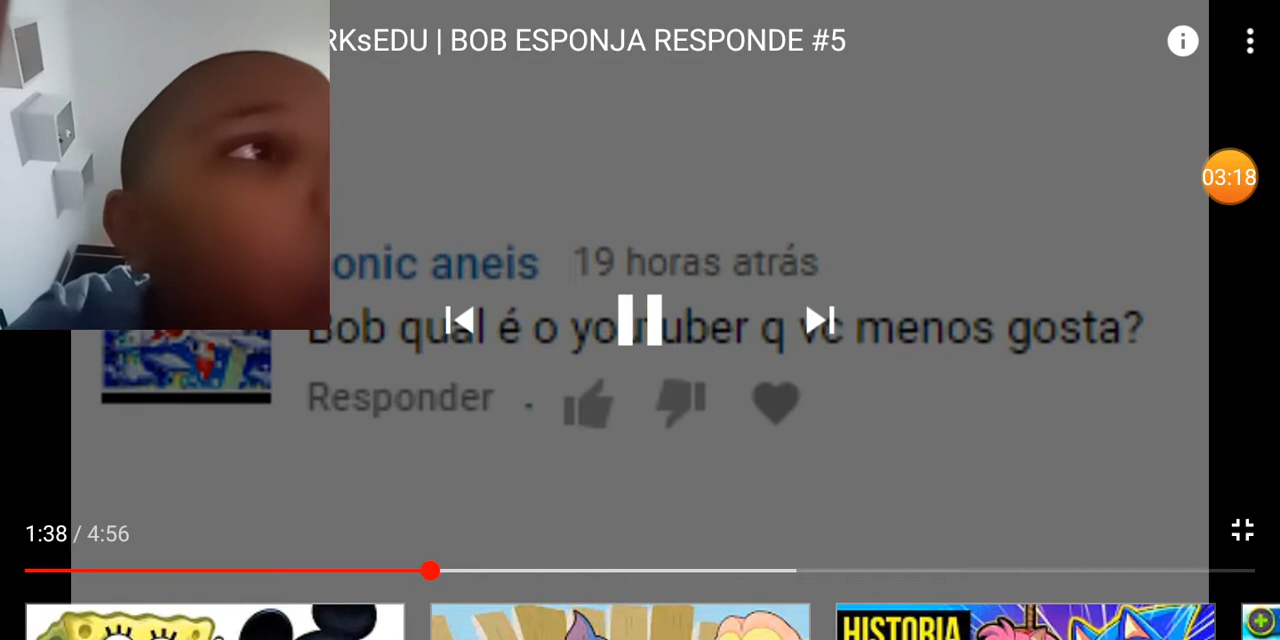 RKsEDU | BOB ESPONJA RESPONDE #5
03:18
onic aneis 19 horas atrás
Bob qual é o youtuber q vc menos gosta?
Responder
1:38 / 4:56
HISTORIA